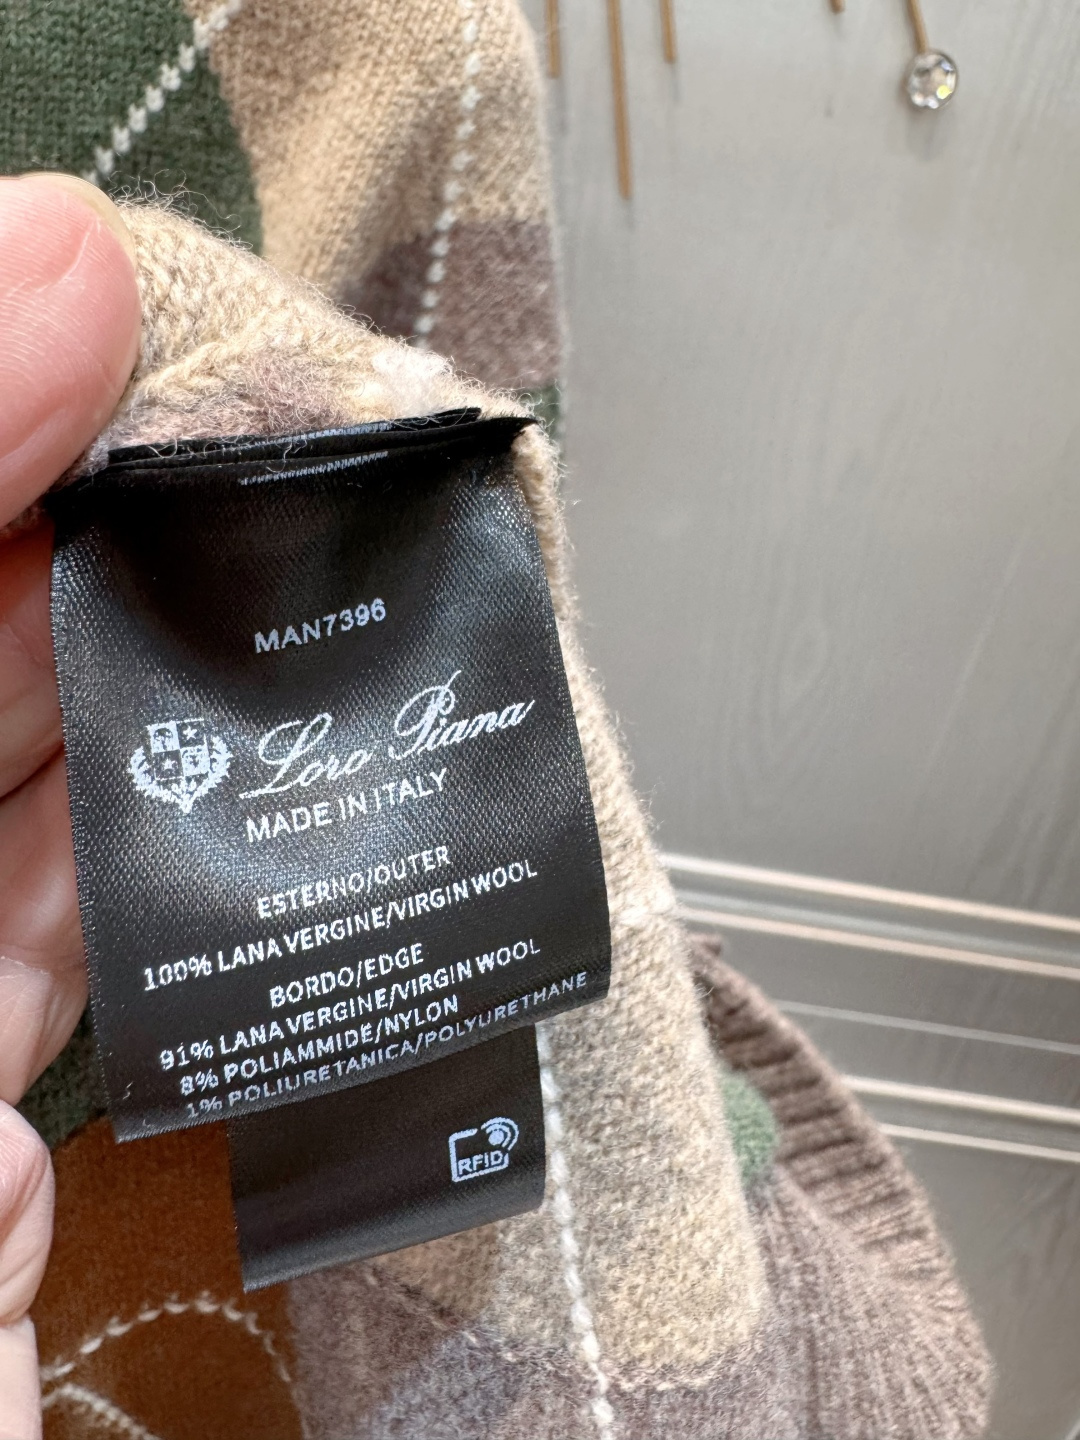 MAN7396
Loro Piana
MADE IN ITALY
ESTERNO/OUTER
100% LANA VERGINE/VIRGIN WOOL
BORDO/EDGE
91% LANA VERGINE/VIRGIN WOOL
8% POLIAMMIDE/NYLON
1% POLIURETANICA/POLYURETHANE
RFID